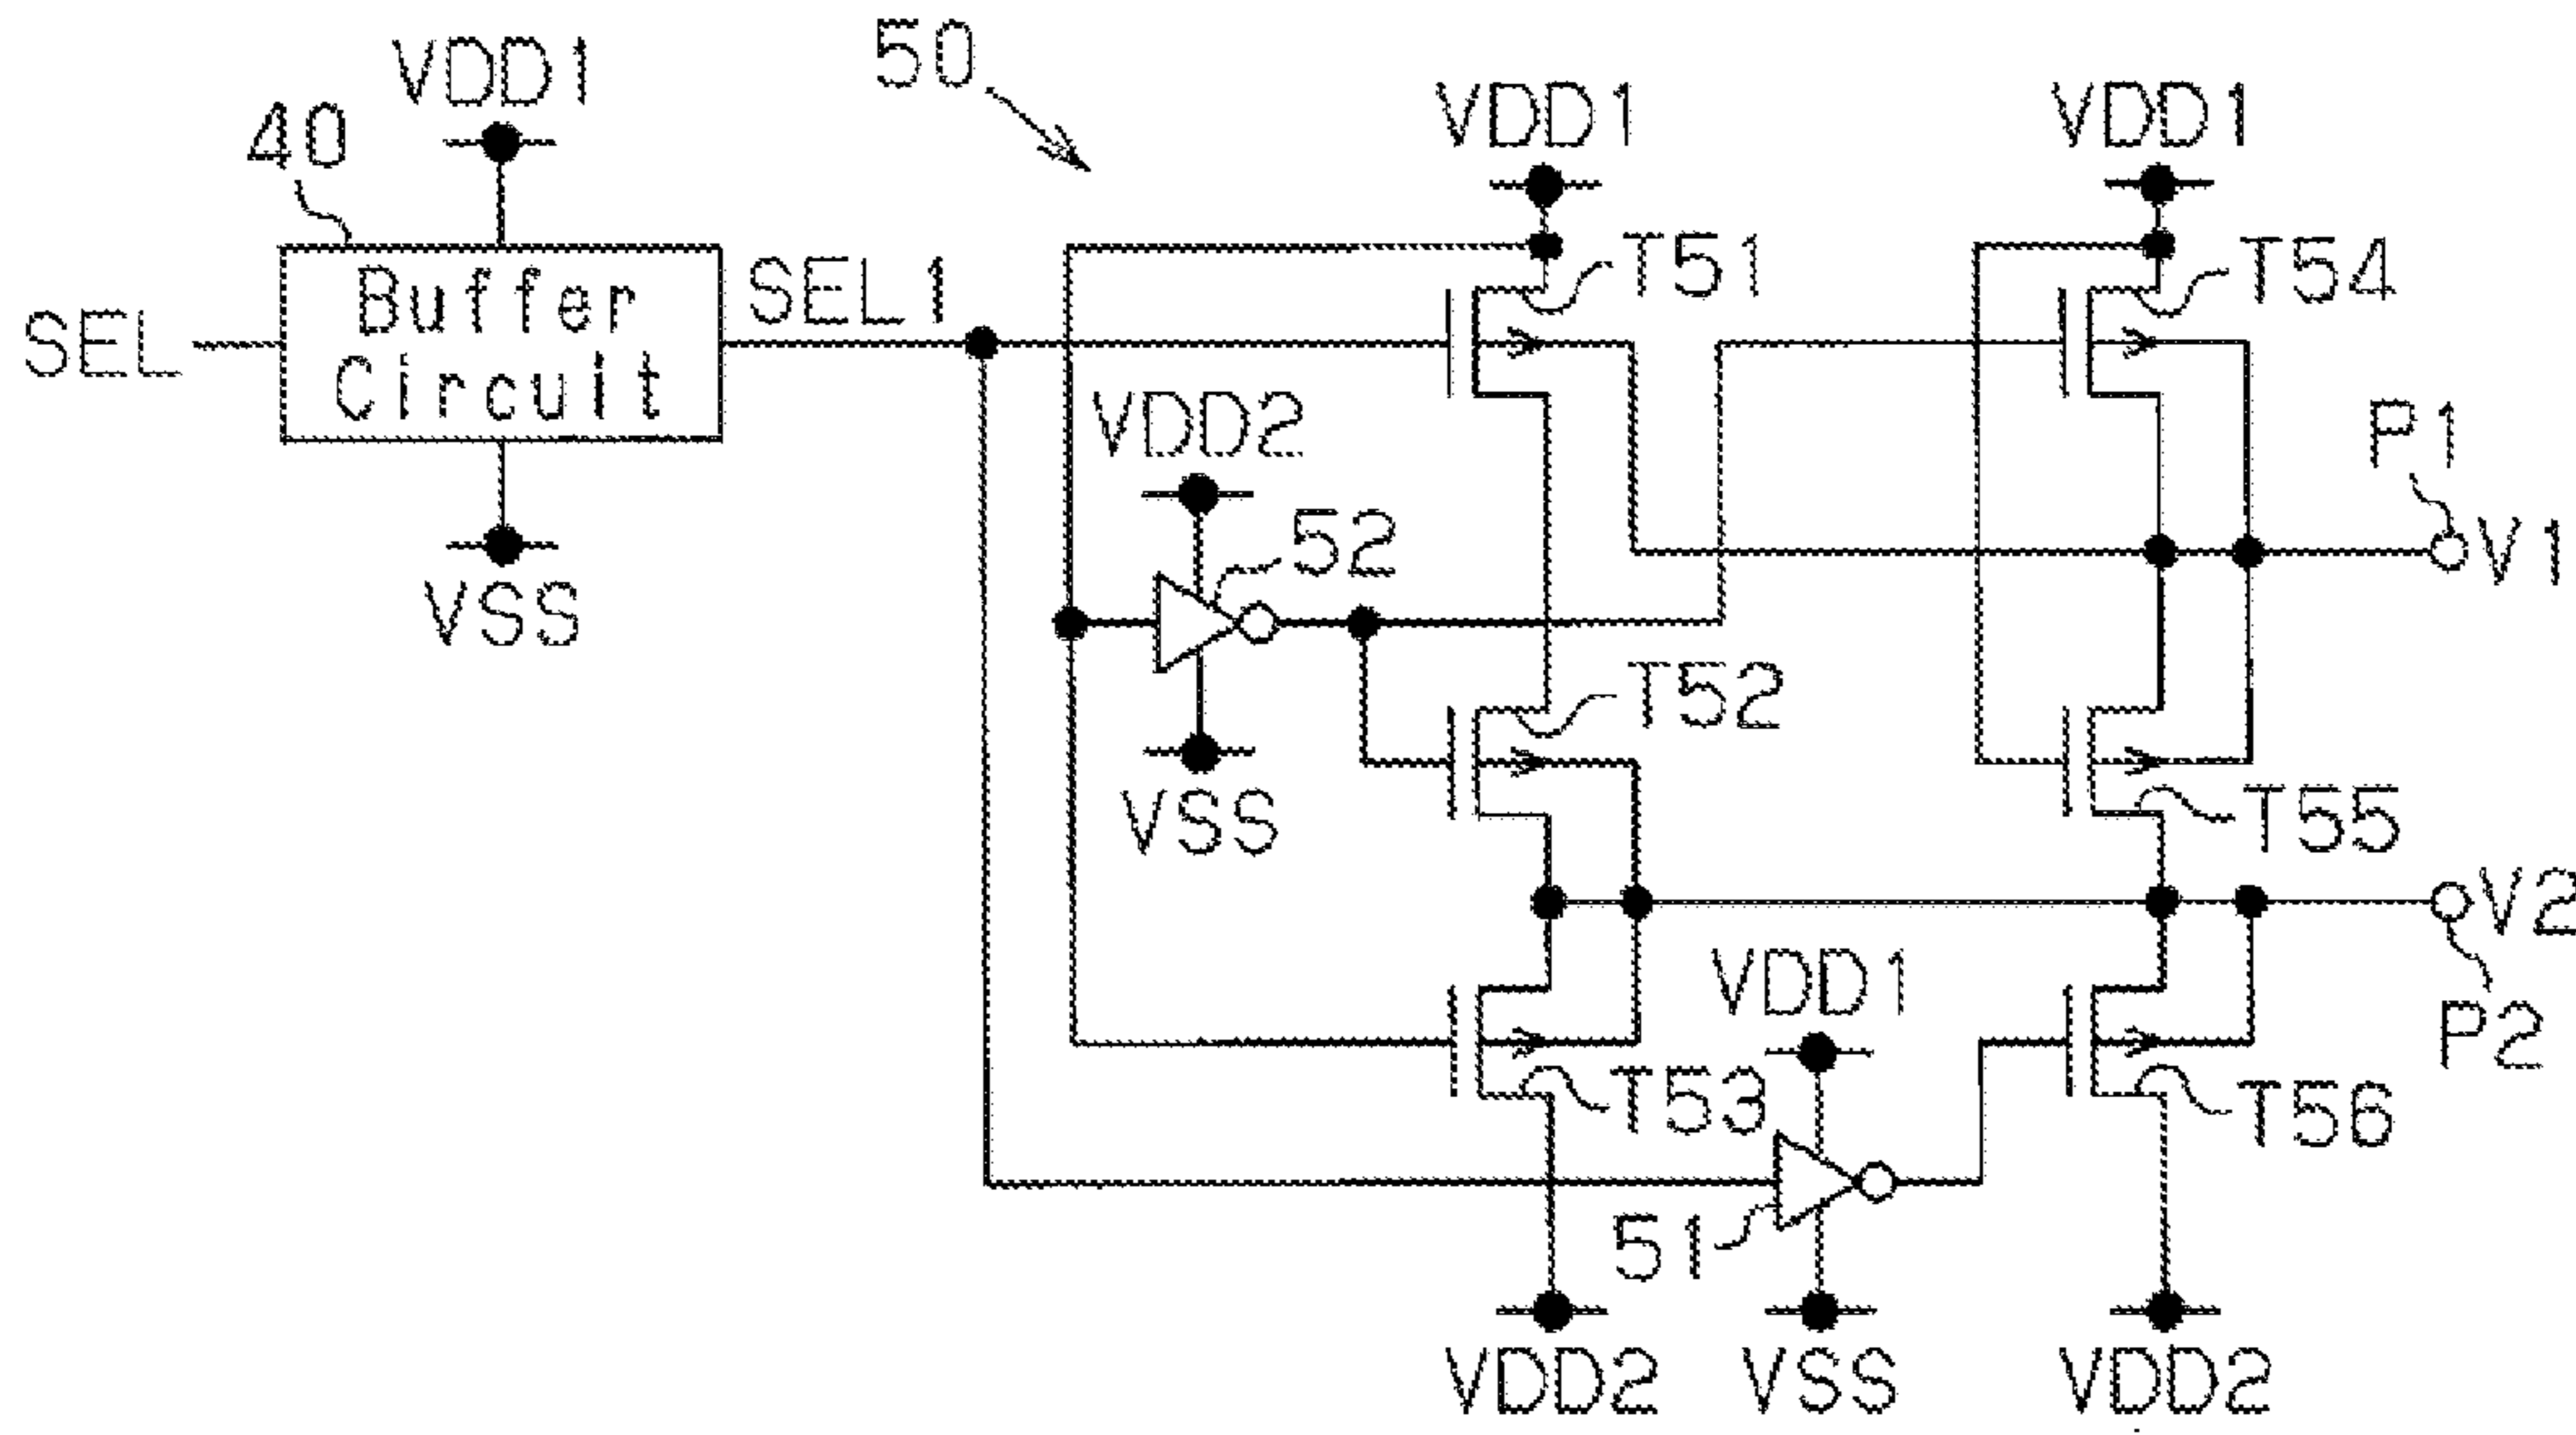 50
VDD1
VDD1
VDD1
40
T51
T54
SEL
Buffer
Circuit
SEL1
VDD2
P1
52
V1
VSS
T52
VSS
T55
V2
VDD1
P2
T53
T56
51
VDD2
VSS
VDD2